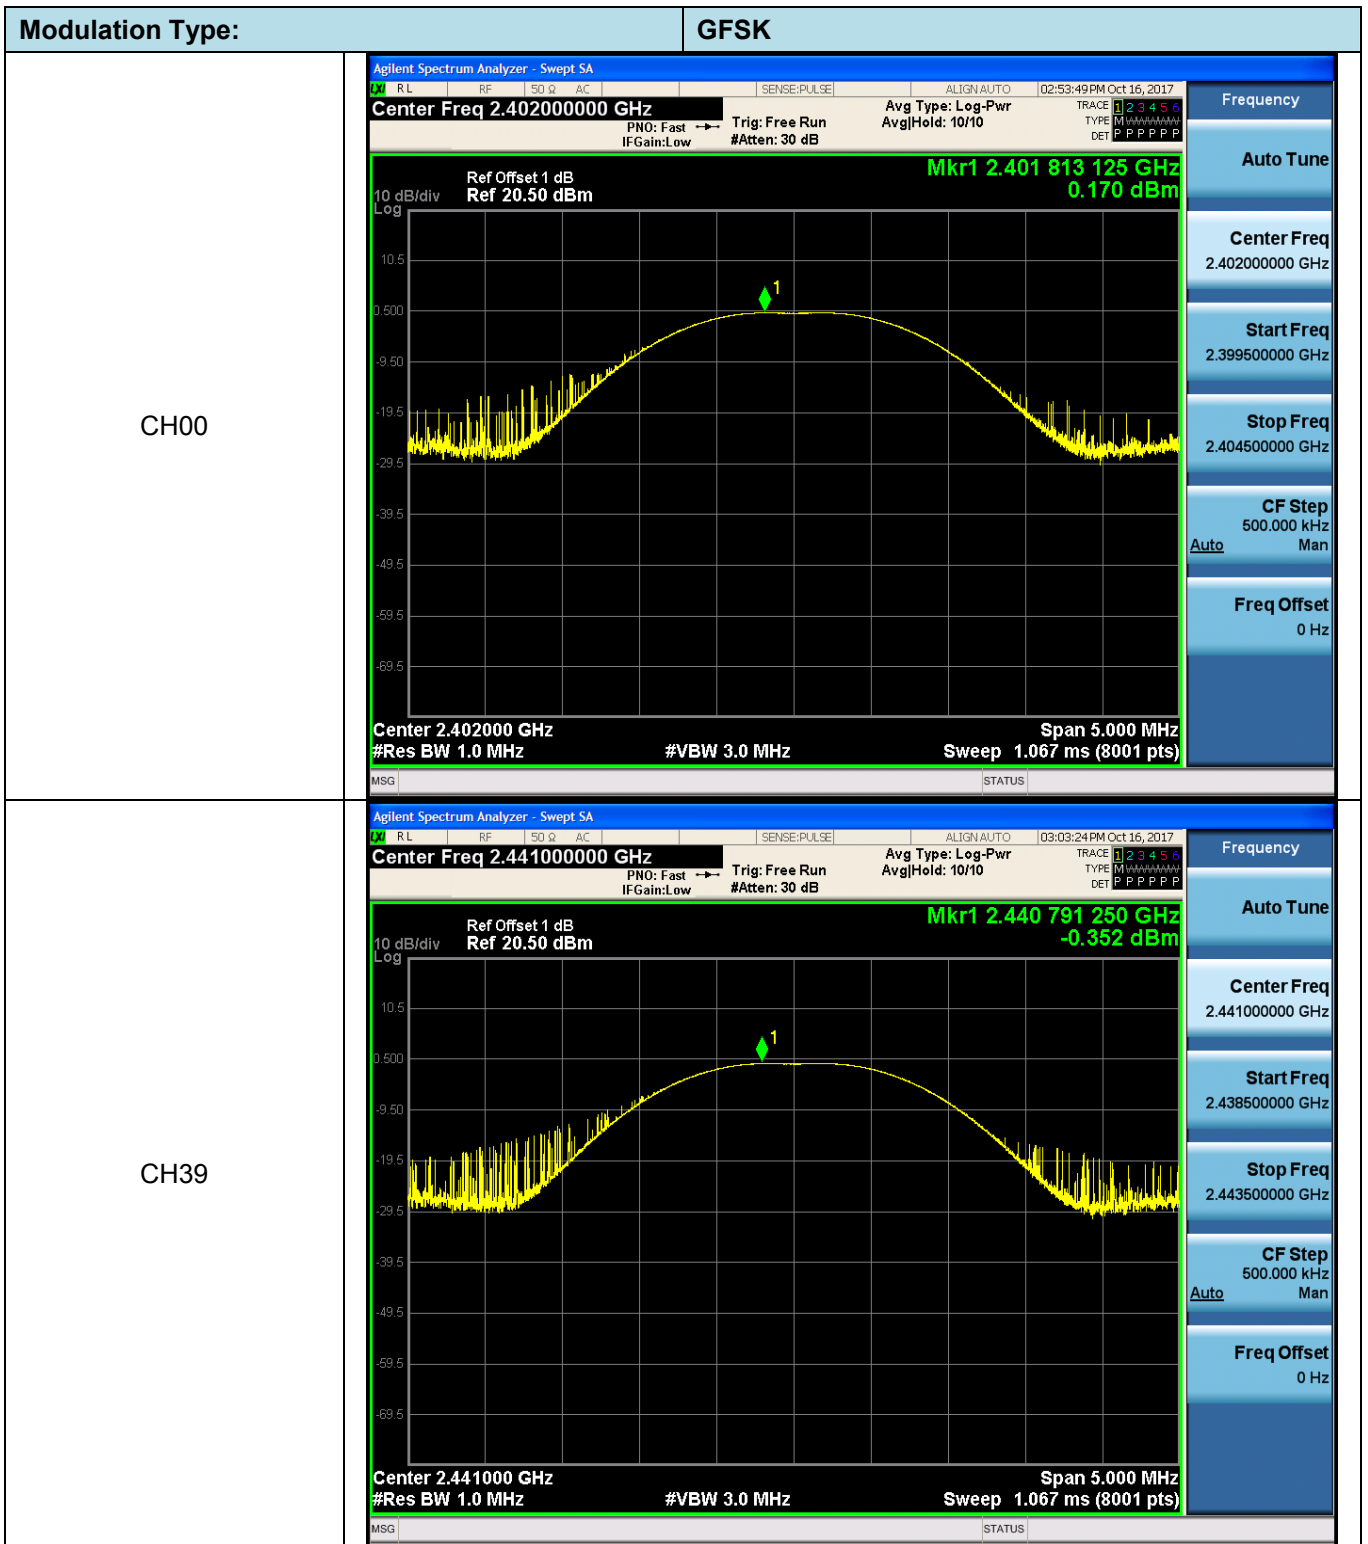 Modulation Type: GFSK
CH00
Agilent Spectrum Analyzer - Swept SA
LXI RL RF 50 Ω AC SENSE:PULSE ALIGN AUTO 02:53:49 PM Oct 16, 2017
Center Freq 2.402000000 GHz
PNO: Fast
IFGain:Low
Trig: Free Run
#Atten: 30 dB
Avg Type: Log-Pwr
Avg|Hold: 10/10
TRACE 1 2 3 4 5 6
TYPE M
DET P P P P P P
Mkr1 2.401 813 125 GHz
0.170 dBm
Ref Offset 1 dB
10 dB/div Ref 20.50 dBm
Log
10.5
1
0.500
-9.50
-19.5
-29.5
-39.5
-49.5
-59.5
-69.5
Center 2.402000 GHz Span 5.000 MHz
#Res BW 1.0 MHz #VBW 3.0 MHz Sweep 1.067 ms (8001 pts)
MSG STATUS
Frequency
Auto Tune
Center Freq
2.402000000 GHz
Start Freq
2.399500000 GHz
Stop Freq
2.404500000 GHz
CF Step
500.000 kHz
Auto Man
Freq Offset
0 Hz
CH39
Agilent Spectrum Analyzer - Swept SA
LXI RL RF 50 Ω AC SENSE:PULSE ALIGN AUTO 03:03:24 PM Oct 16, 2017
Center Freq 2.441000000 GHz
PNO: Fast
IFGain:Low
Trig: Free Run
#Atten: 30 dB
Avg Type: Log-Pwr
Avg|Hold: 10/10
TRACE 1 2 3 4 5 6
TYPE M
DET P P P P P P
Mkr1 2.440 791 250 GHz
-0.352 dBm
Ref Offset 1 dB
10 dB/div Ref 20.50 dBm
Log
10.5
1
0.500
-9.50
-19.5
-29.5
-39.5
-49.5
-59.5
-69.5
Center 2.441000 GHz Span 5.000 MHz
#Res BW 1.0 MHz #VBW 3.0 MHz Sweep 1.067 ms (8001 pts)
MSG STATUS
Frequency
Auto Tune
Center Freq
2.441000000 GHz
Start Freq
2.438500000 GHz
Stop Freq
2.443500000 GHz
CF Step
500.000 kHz
Auto Man
Freq Offset
0 Hz